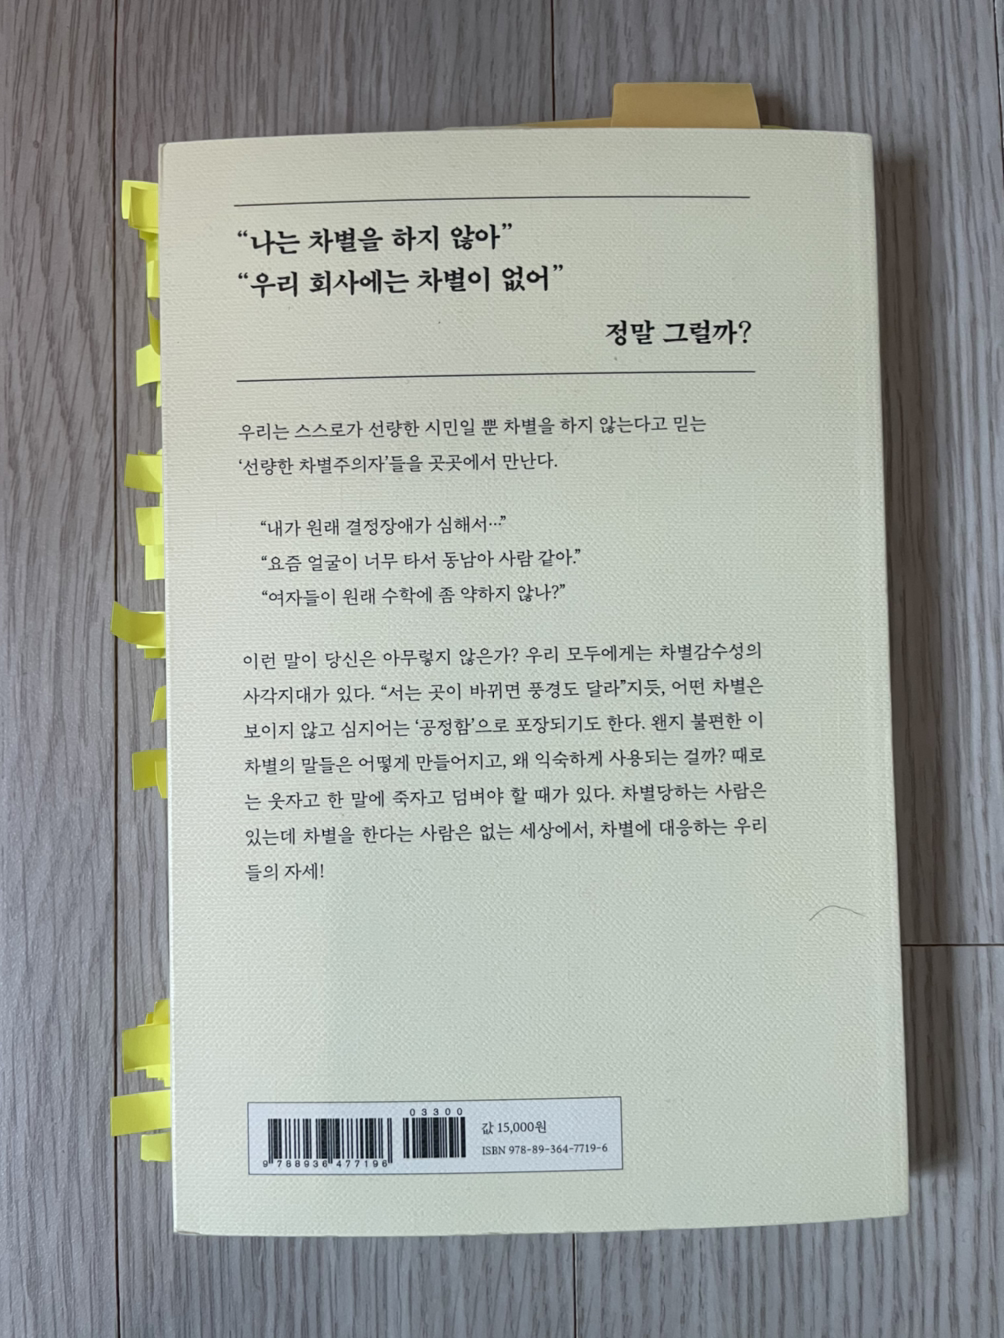 “나는 차별을 하지 않아”
“우리 회사에는 차별이 없어”
정말 그럴까?
우리는 스스로가 선량한 시민일 뿐 차별을 하지 않는다고 믿는
‘선량한 차별주의자’들을 곳곳에서 만난다.
“내가 원래 결정장애가 심해서…”
“요즘 얼굴이 너무 타서 동남아 사람 같아.”
“여자들이 원래 수학에 좀 약하지 않나?”
이런 말이 당신은 아무렇지 않은가? 우리 모두에게는 차별감수성의
사각지대가 있다. “서는 곳이 바뀌면 풍경도 달라”지듯, 어떤 차별은
보이지 않고 심지어는 ‘공정함’으로 포장되기도 한다. 왠지 불편한 이
차별의 말들은 어떻게 만들어지고, 왜 익숙하게 사용되는 걸까? 때로
는 웃자고 한 말에 죽자고 덤벼야 할 때가 있다. 차별당하는 사람은
있는데 차별을 한다는 사람은 없는 세상에서, 차별에 대응하는 우리
들의 자세!
03300
값 15,000원
ISBN 978-89-364-7719-6
9 788936 477196